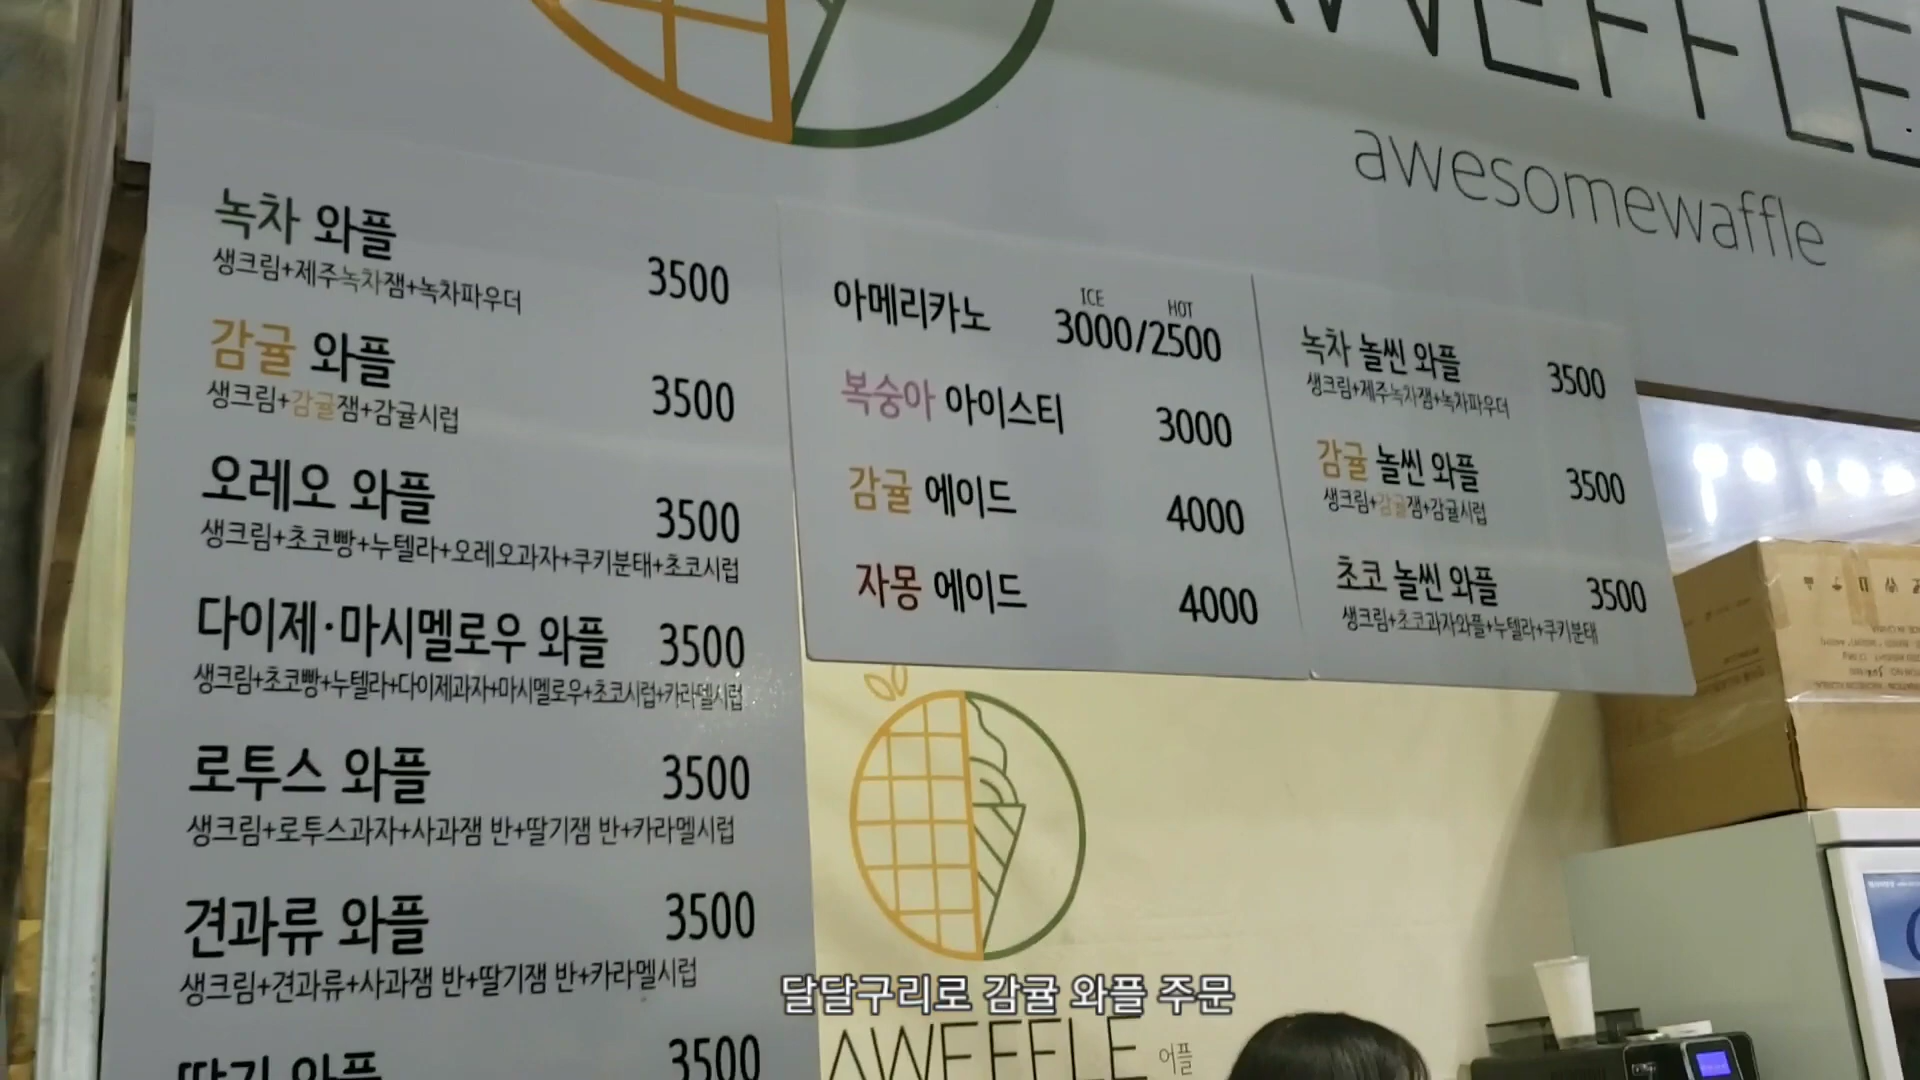 AWEFFLE
awesomewaffle
녹차 와플 3500
생크림+제주녹차잼+녹차파우더
감귤 와플 3500
생크림+감귤잼+감귤시럽
오레오 와플 3500
생크림+초코빵+누텔라+오레오과자+쿠키분태+초코시럽
다이제·마시멜로우 와플 3500
생크림+초코빵+누텔라+다이제과자+마시멜로우+초코시럽+카라멜시럽
로투스 와플 3500
생크림+로투스과자+사과잼 반+딸기잼 반+카라멜시럽
견과류 와플 3500
생크림+견과류+사과잼 반+딸기잼 반+카라멜시럽
딸기 와플 3500
ICE HOT
아메리카노 3000/2500
복숭아 아이스티 3000
감귤 에이드 4000
자몽 에이드 4000
녹차 놀씬 와플 3500
생크림+제주녹차잼+녹차파우더
감귤 놀씬 와플 3500
생크림+감귤잼+감귤시럽
초코 놀씬 와플 3500
생크림+초코과자와플+누텔라+쿠키분태
달달구리로 감귤 와플 주문
AWEFFLE 어플